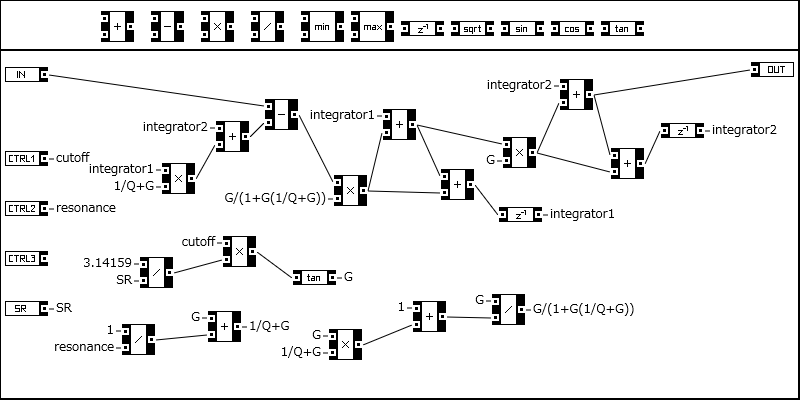 + − × / min max z⁻¹ sqrt sin cos tan
IN
OUT
integrator2
−
+
integrator1
+
integrator2
+
×
G
z⁻¹ integrator2
+
CTRL1 cutoff
integrator1
1/Q+G
×
G/(1+G(1/Q+G))
×
+
z⁻¹ integrator1
CTRL2 resonance
CTRL3
3.14159
SR
/
cutoff
×
tan G
SR SR
1
resonance
/
G
+
1/Q+G
G
1/Q+G
×
1
+
G
/
G/(1+G(1/Q+G))